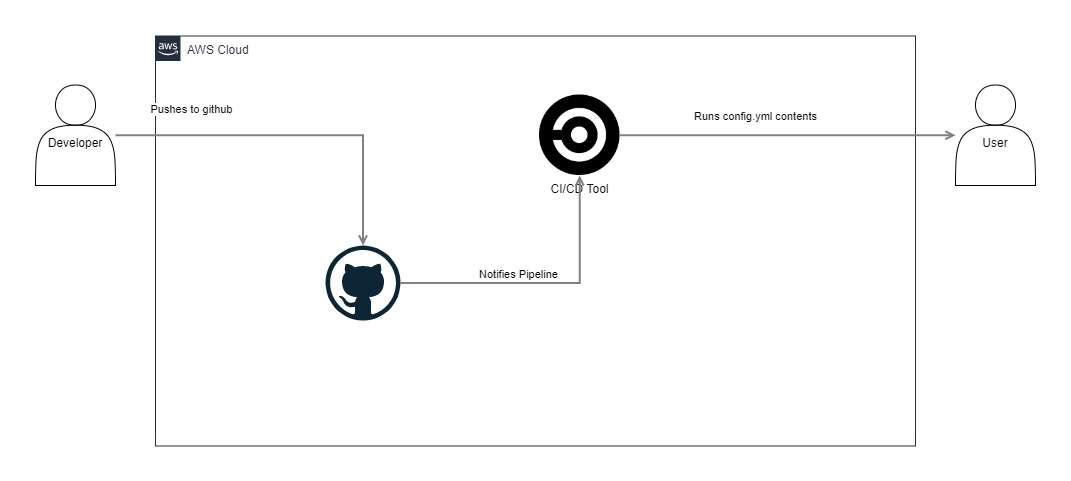 aws
AWS Cloud
Pushes to github
Developer
Runs config.yml contents
User
CI/CD Tool
Notifies Pipeline